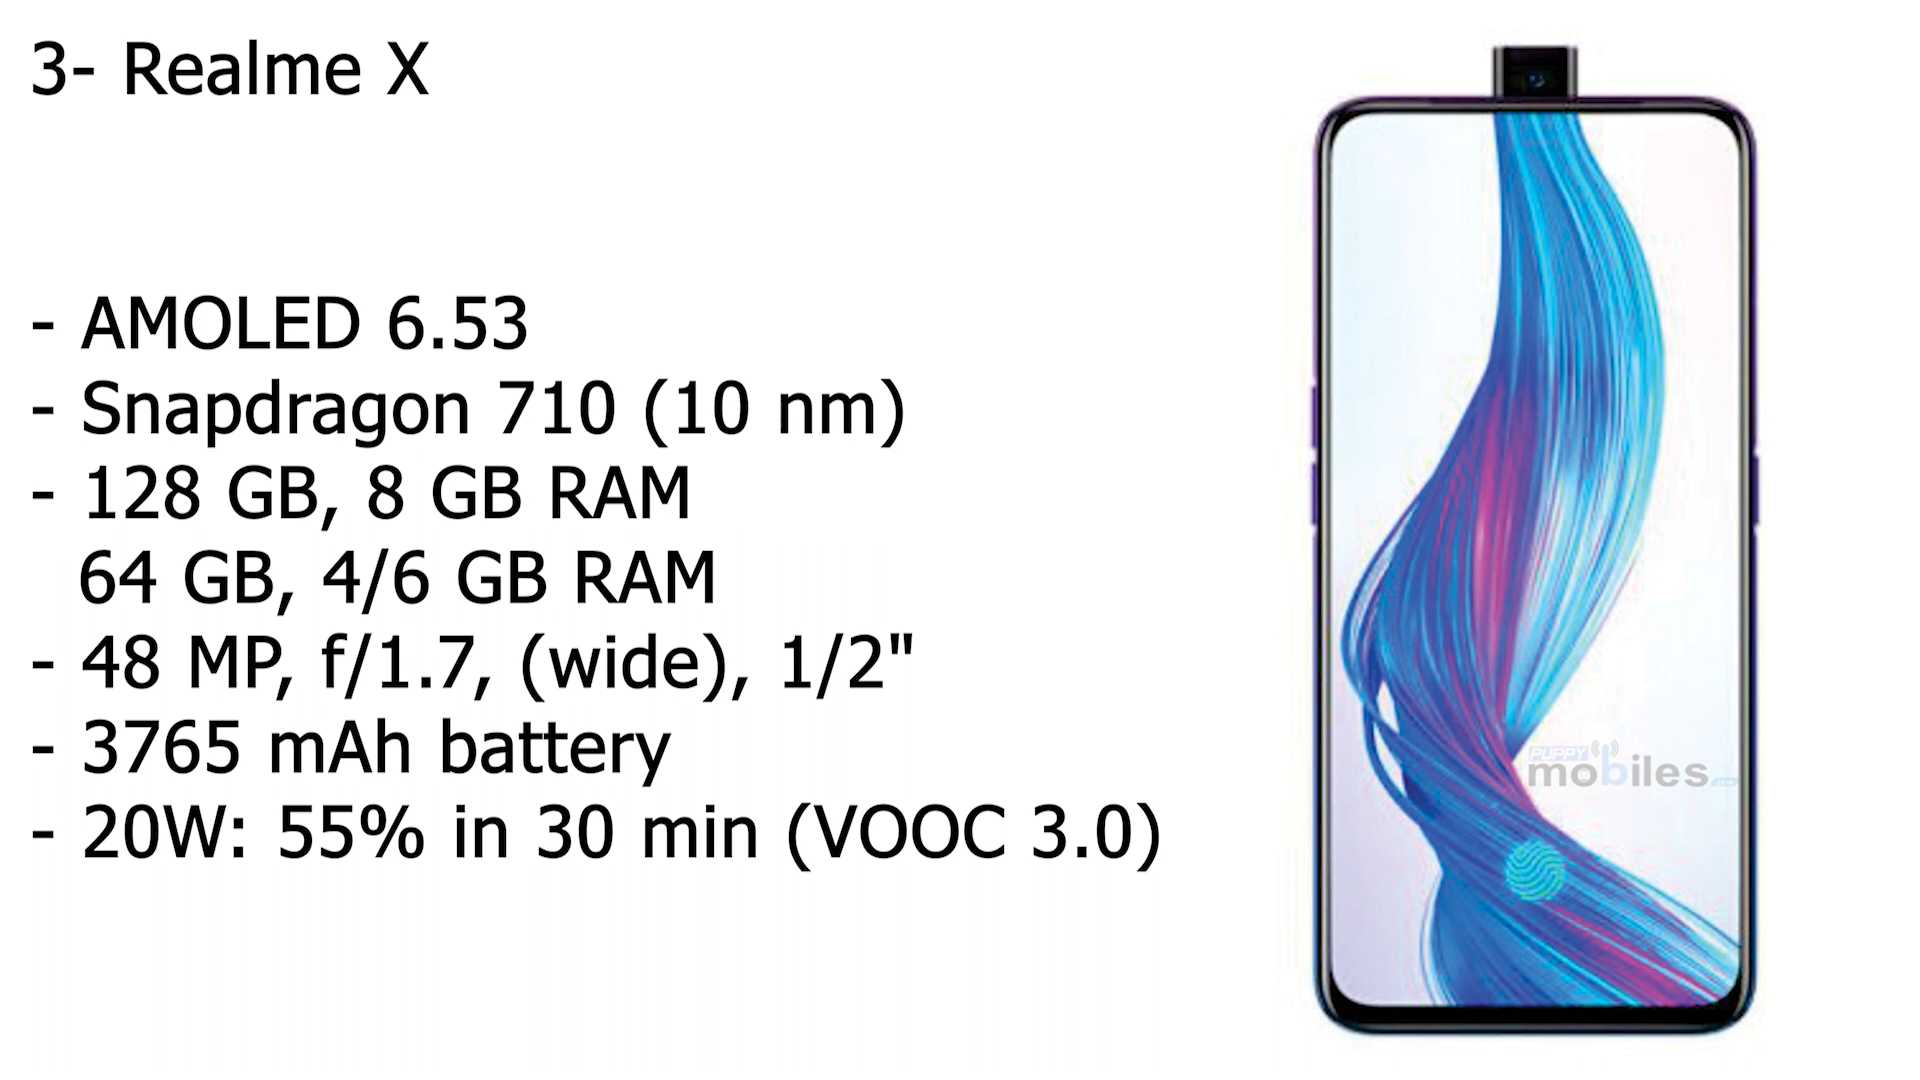 3- Realme X
- AMOLED 6.53
- Snapdragon 710 (10 nm)
- 128 GB, 8 GB RAM
64 GB, 4/6 GB RAM
- 48 MP, f/1.7, (wide), 1/2"
- 3765 mAh battery
- 20W: 55% in 30 min (VOOC 3.0)
PUPPY
mobiles